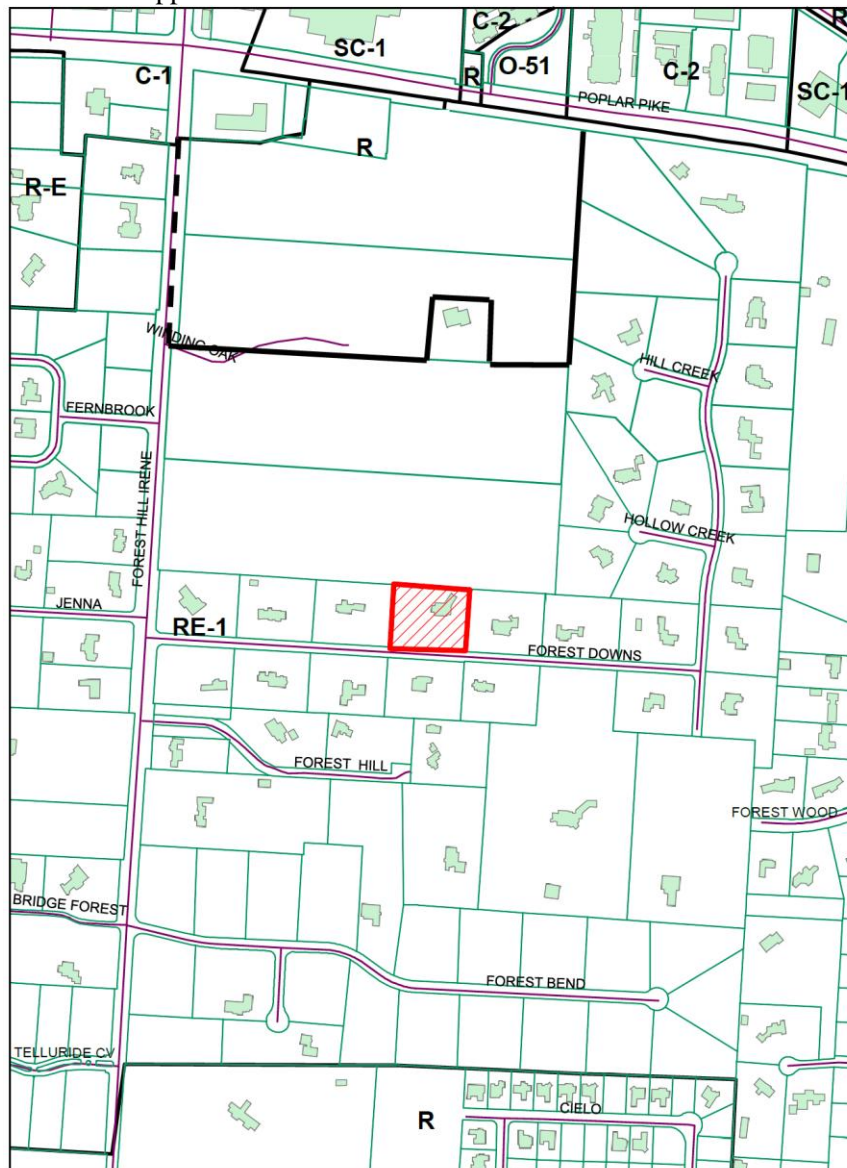 C-2
R
SC-1
O-51
C-1
R
C-2
SC-1
POPLAR PIKE
R
R-E
WINDING OAK
HILL CREEK
FERNBROOK
FOREST HILL IRENE
HOLLOW CREEK
JENNA
RE-1
FOREST DOWNS
FOREST HILL
FOREST WOOD
BRIDGE FOREST
FOREST BEND
TELLURIDE CV
CIELO
R